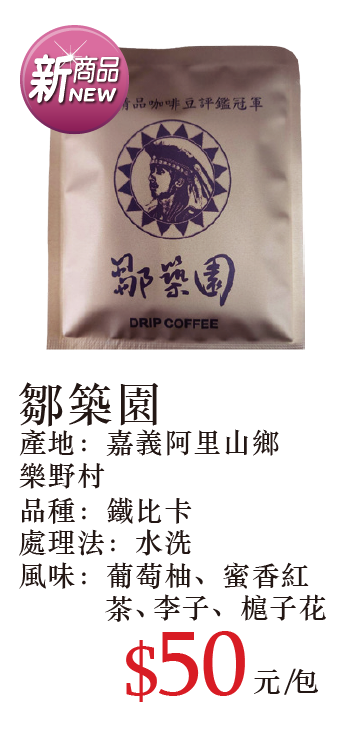 新商品
NEW
精品咖啡豆評鑑冠軍
鄒築園
DRIP COFFEE
鄒築園
產地：嘉義阿里山鄉
樂野村
品種：鐵比卡
處理法：水洗
風味：葡萄柚、蜜香紅
茶、李子、梔子花
$50元/包